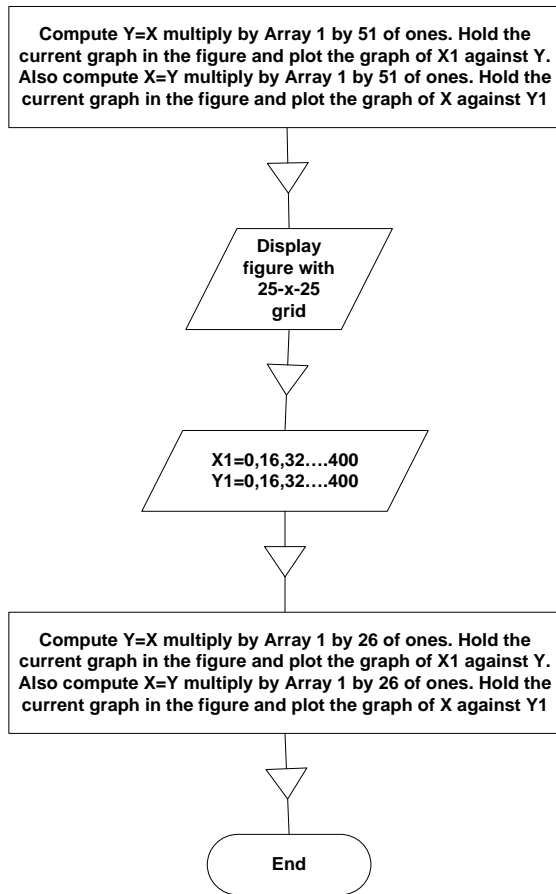 Compute Y=X multiply by Array 1 by 51 of ones. Hold the
current graph in the figure and plot the graph of X1 against Y.
Also compute X=Y multiply by Array 1 by 51 of ones. Hold the
current graph in the figure and plot the graph of X against Y1
Display
figure with
25-x-25
grid
X1=0,16,32....400
Y1=0,16,32....400
Compute Y=X multiply by Array 1 by 26 of ones. Hold the
current graph in the figure and plot the graph of X1 against Y.
Also compute X=Y multiply by Array 1 by 26 of ones. Hold the
current graph in the figure and plot the graph of X against Y1
End